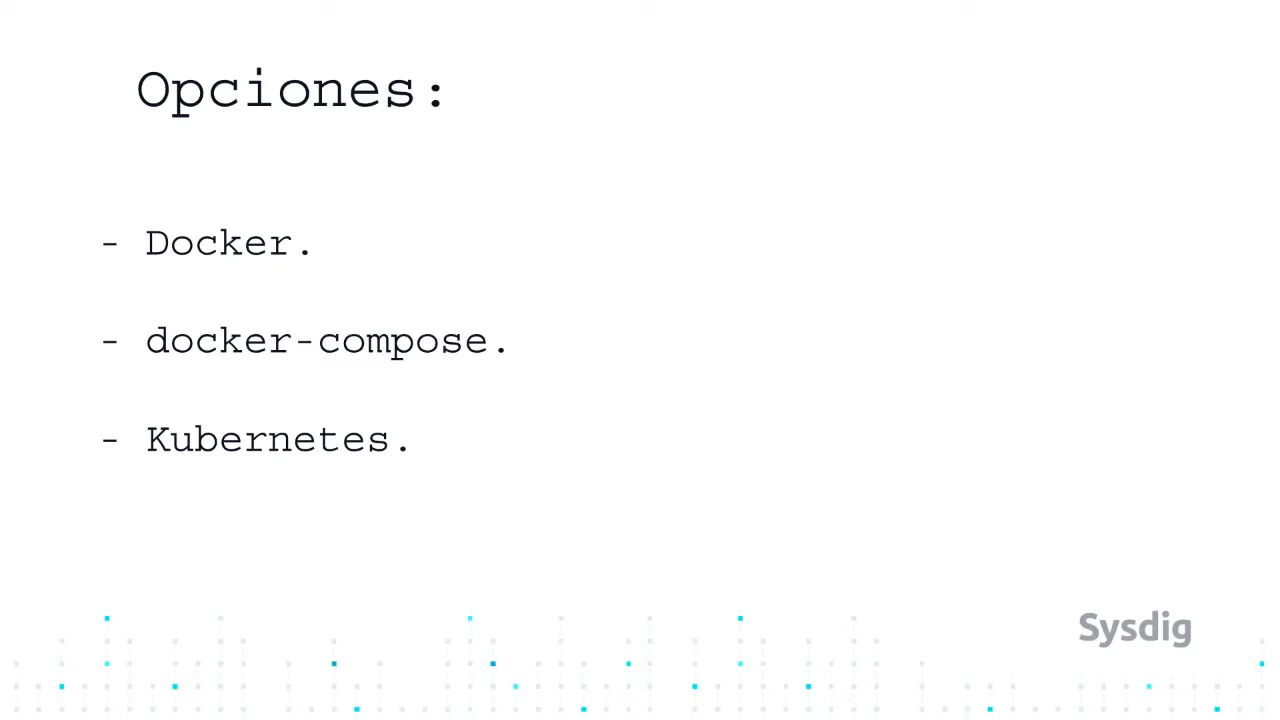 Opciones:
- Docker.
- docker-compose.
- Kubernetes.
Sysdig